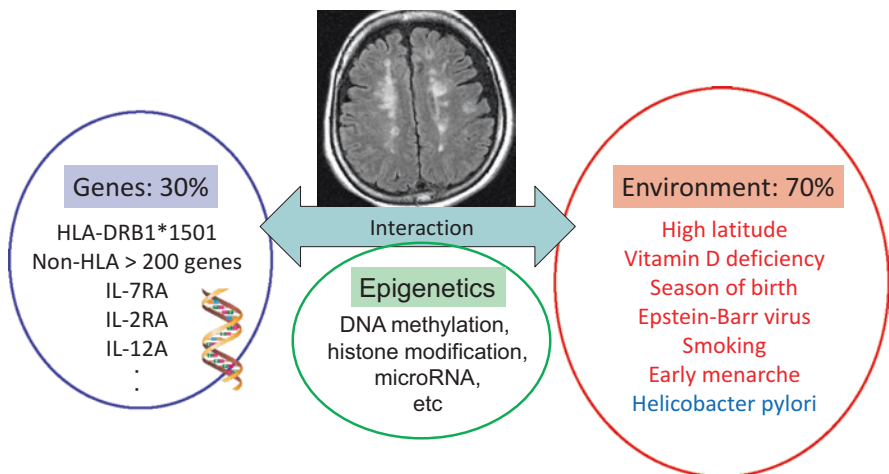 Genes: 30%
HLA-DRB1*1501
Non-HLA > 200 genes
IL-7RA
IL-2RA
IL-12A
:
Interaction
Epigenetics
DNA methylation,
histone modification,
microRNA,
etc
Environment: 70%
High latitude
Vitamin D deficiency
Season of birth
Epstein-Barr virus
Smoking
Early menarche
Helicobacter pylori